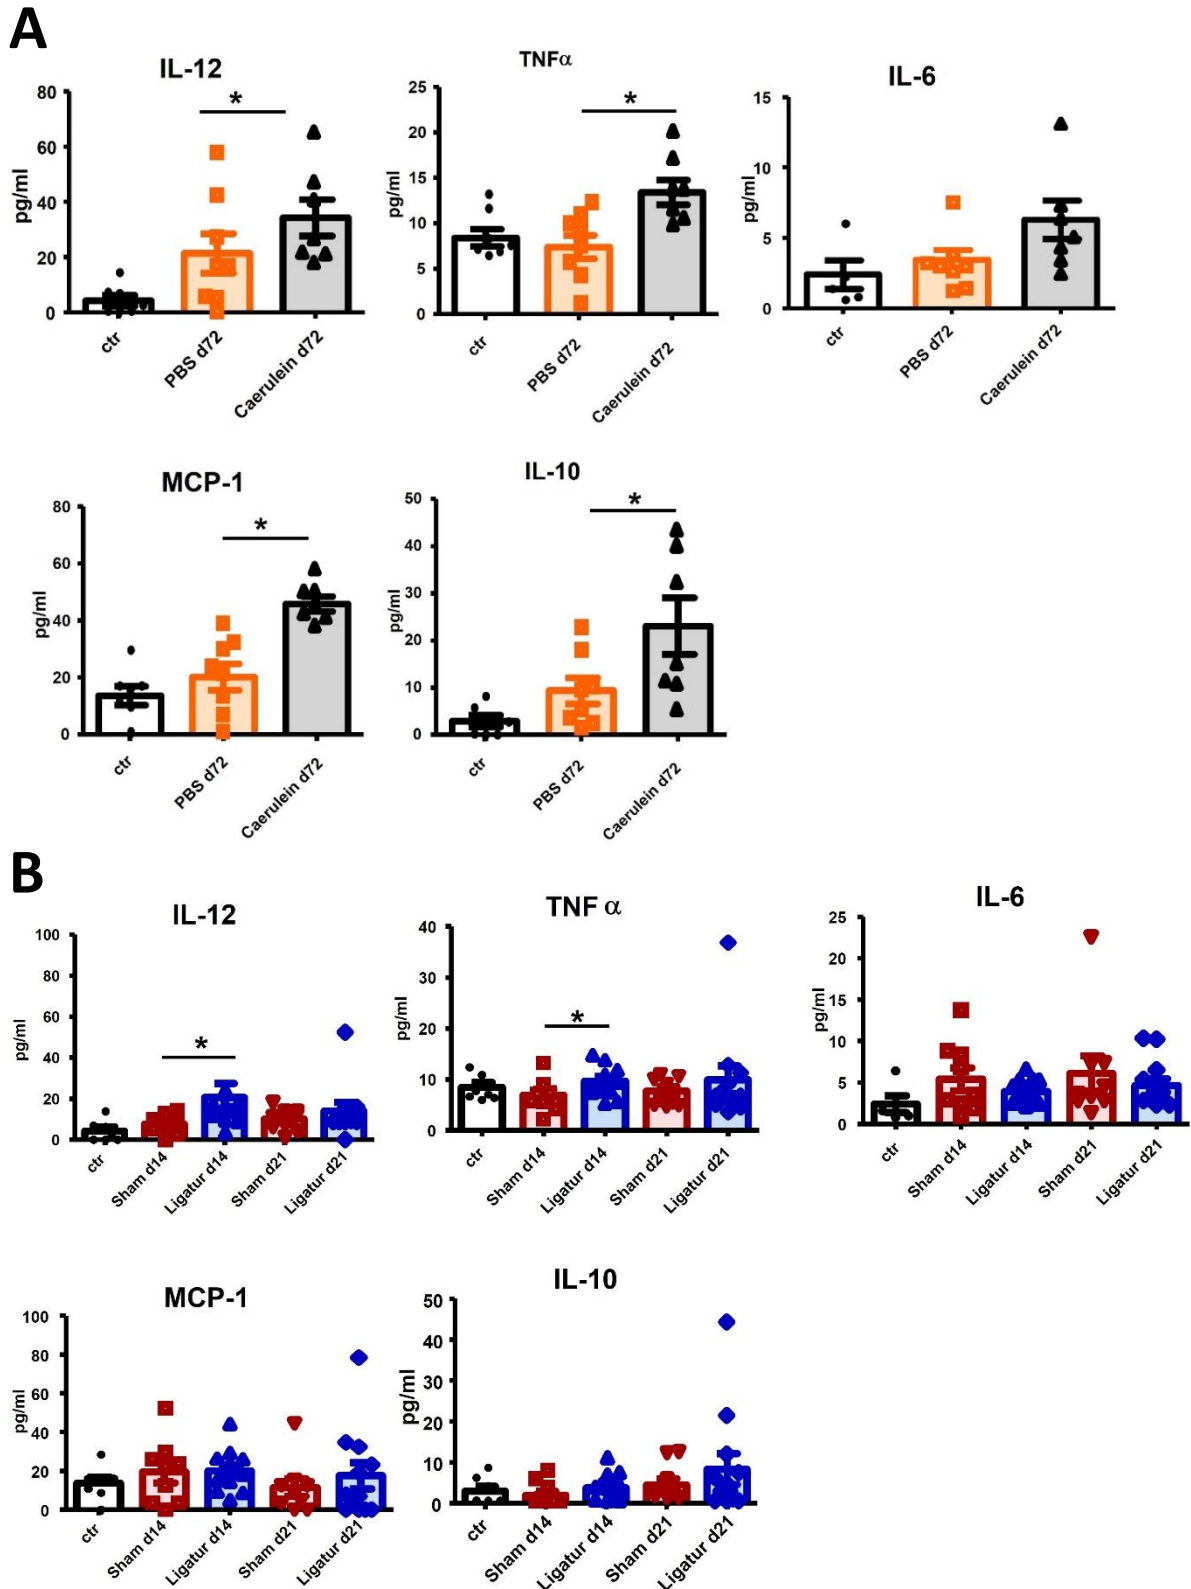 A
IL-12
80
60
40
20
0
pg/ml
*
ctr
PBS d72
Caerulein d72
TNFα
25
20
15
10
5
0
pg/ml
*
ctr
PBS d72
Caerulein d72
IL-6
15
10
5
0
pg/ml
ctr
PBS d72
Caerulein d72
MCP-1
80
60
40
20
0
pg/ml
*
ctr
PBS d72
Caerulein d72
IL-10
50
40
30
20
10
0
pg/ml
*
ctr
PBS d72
Caerulein d72
B
IL-12
100
80
60
40
20
0
pg/ml
*
ctr
Sham d14
Ligatur d14
Sham d21
Ligatur d21
TNF α
40
30
20
10
0
pg/ml
*
ctr
Sham d14
Ligatur d14
Sham d21
Ligatur d21
IL-6
25
20
15
10
5
0
pg/ml
ctr
Sham d14
Ligatur d14
Sham d21
Ligatur d21
MCP-1
100
80
60
40
20
0
pg/ml
ctr
Sham d14
Ligatur d14
Sham d21
Ligatur d21
IL-10
50
40
30
20
10
0
pg/ml
ctr
Sham d14
Ligatur d14
Sham d21
Ligatur d21